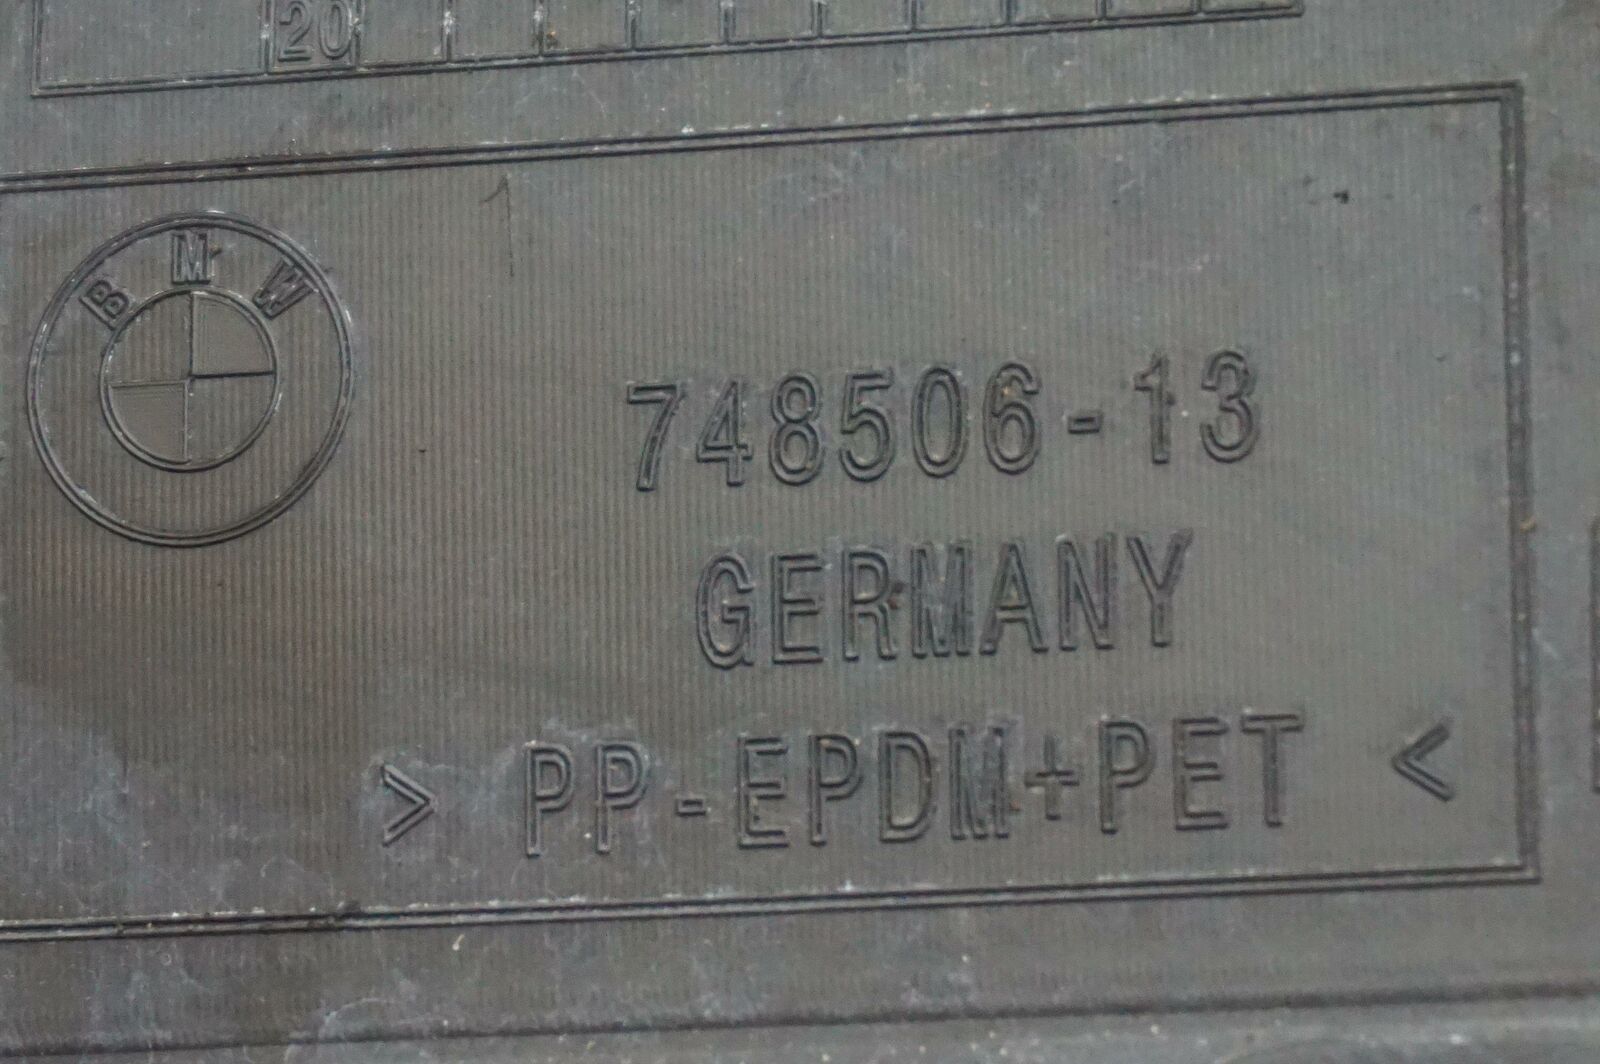 20
BMW
748506-13
GERMANY
> PP-EPDM+PET <